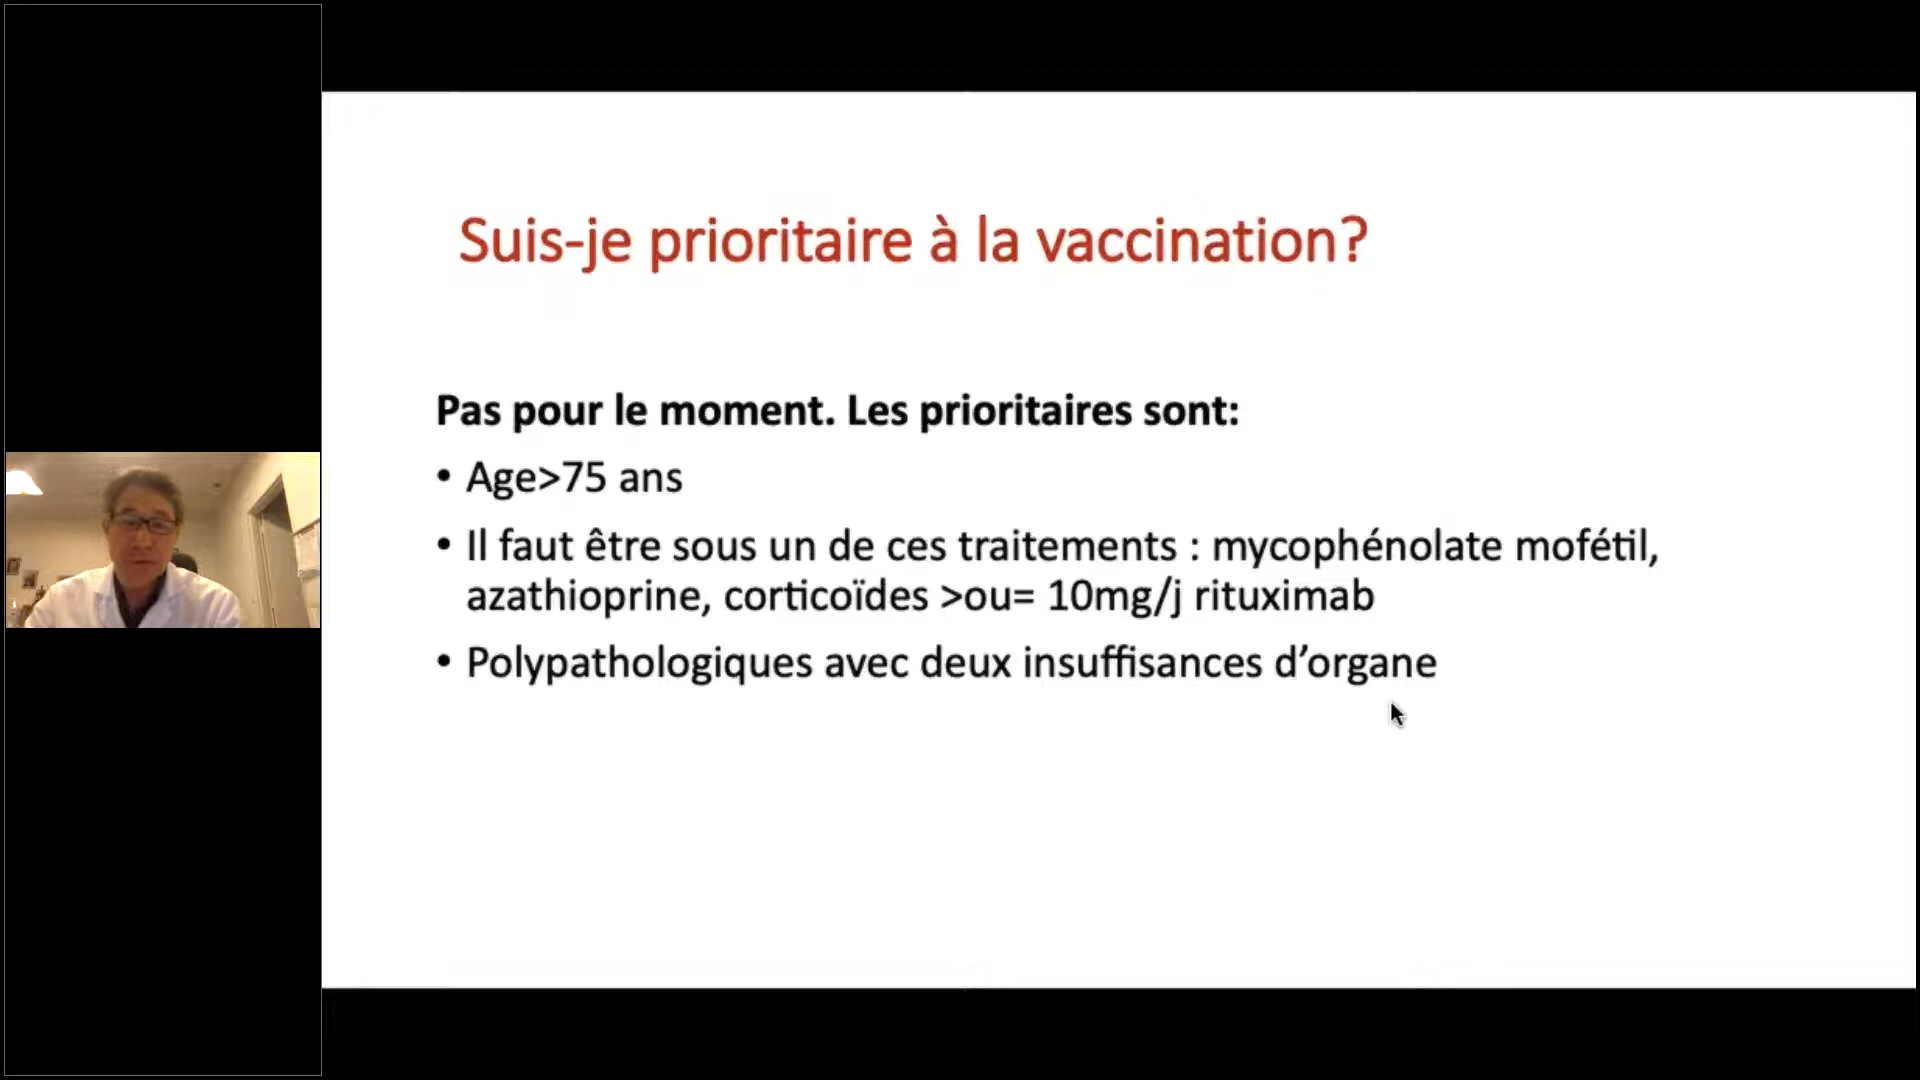 Suis-je prioritaire à la vaccination?
Pas pour le moment. Les prioritaires sont:
• Age>75 ans
• Il faut être sous un de ces traitements : mycophénolate mofétil,
azathioprine, corticoïdes >ou= 10mg/j rituximab
• Polypathologiques avec deux insuffisances d’organe